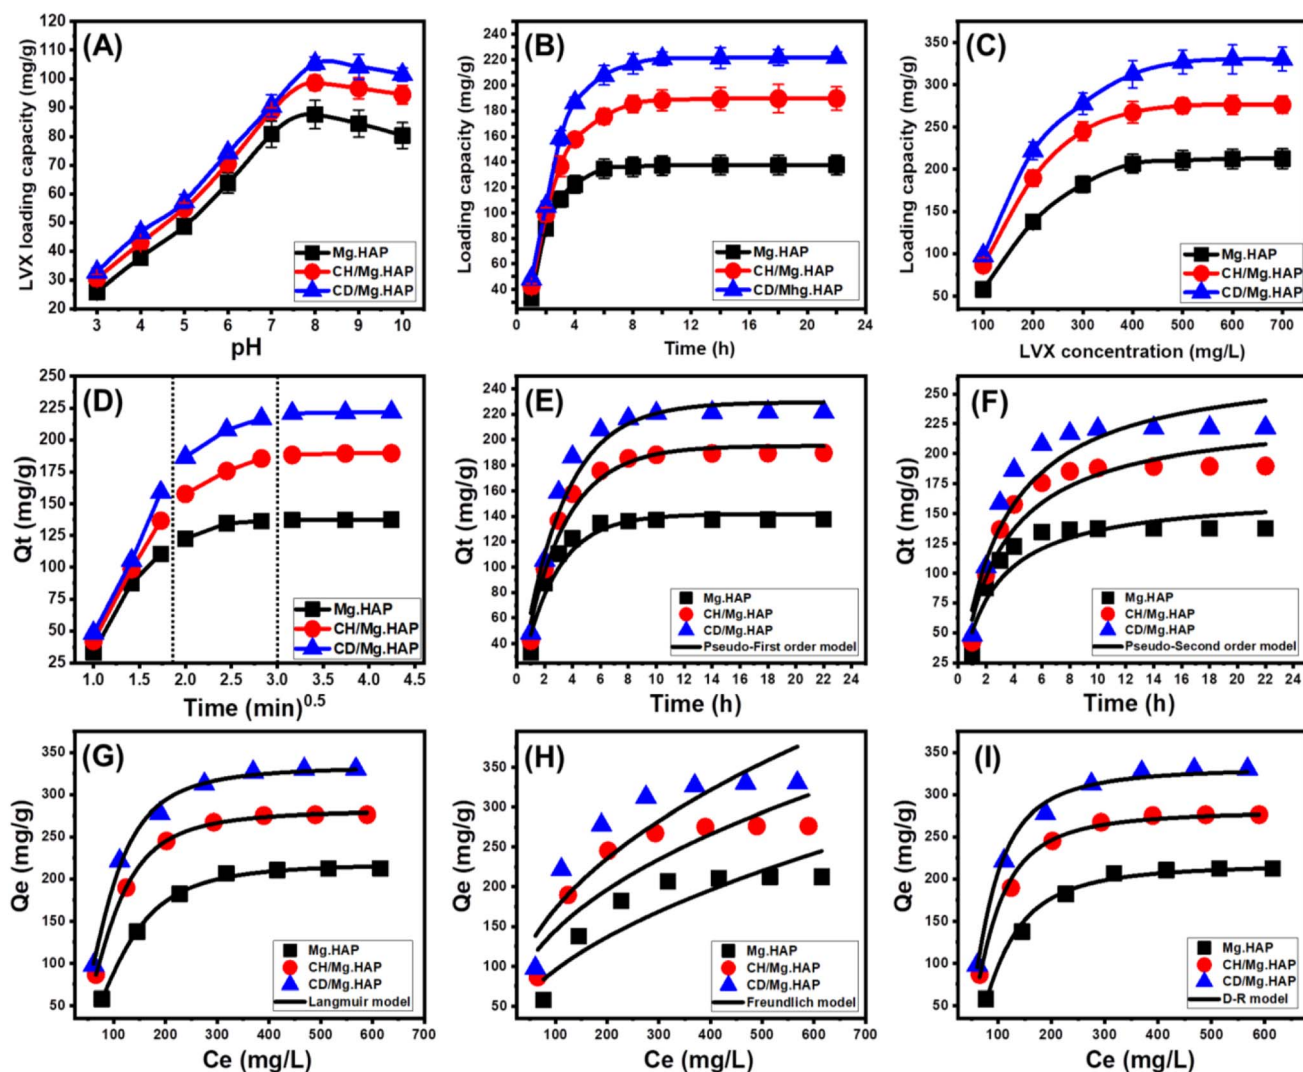 (A)
LVX loading capacity (mg/g)
120
110
100
90
80
70
60
50
40
30
20
Mg.HAP
CH/Mg.HAP
CD/Mg.HAP
3 4 5 6 7 8 9 10
pH
(B)
Loading capacity (mg/g)
240
220
200
180
160
140
120
100
80
60
40
Mg.HAP
CH/Mg.HAP
CD/Mhg.HAP
0 2 4 6 8 10 12 14 16 18 20 22 24
Time (h)
(C)
Loading capacity (mg/g)
350
300
250
200
150
100
50
Mg.HAP
CH/Mg.HAP
CD/Mg.HAP
100 200 300 400 500 600 700
LVX concentration (mg/L)
(D)
Qt (mg/g)
250
225
200
175
150
125
100
75
50
25
Mg.HAP
CH/Mg.HAP
CD/Mg.HAP
1.0 1.5 2.0 2.5 3.0 3.5 4.0 4.5
Time (min)0.5
(E)
Qt (mg/g)
240
220
200
180
160
140
120
100
80
60
40
Mg.HAP
CH/Mg.HAP
CD/Mg.HAP
Pseudo-First order model
0 2 4 6 8 10 12 14 16 18 20 22 24
Time (h)
(F)
Qt (mg/g)
250
225
200
175
150
125
100
75
50
25
Mg.HAP
CH/Mg.HAP
CD/Mg.HAP
Pseudo-Second order model
0 2 4 6 8 10 12 14 16 18 20 22 24
Time (h)
(G)
Qe (mg/g)
350
300
250
200
150
100
50
Mg.HAP
CH/Mg.HAP
CD/Mg.HAP
Langmuir model
100 200 300 400 500 600 700
Ce (mg/L)
(H)
Qe (mg/g)
350
300
250
200
150
100
50
Mg.HAP
CH/Mg.HAP
CD/Mg.HAP
Freundlich model
0 100 200 300 400 500 600 700
Ce (mg/L)
(I)
Qe (mg/g)
350
300
250
200
150
100
50
Mg.HAP
CH/Mg.HAP
CD/Mg.HAP
D-R model
100 200 300 400 500 600
Ce (mg/L)